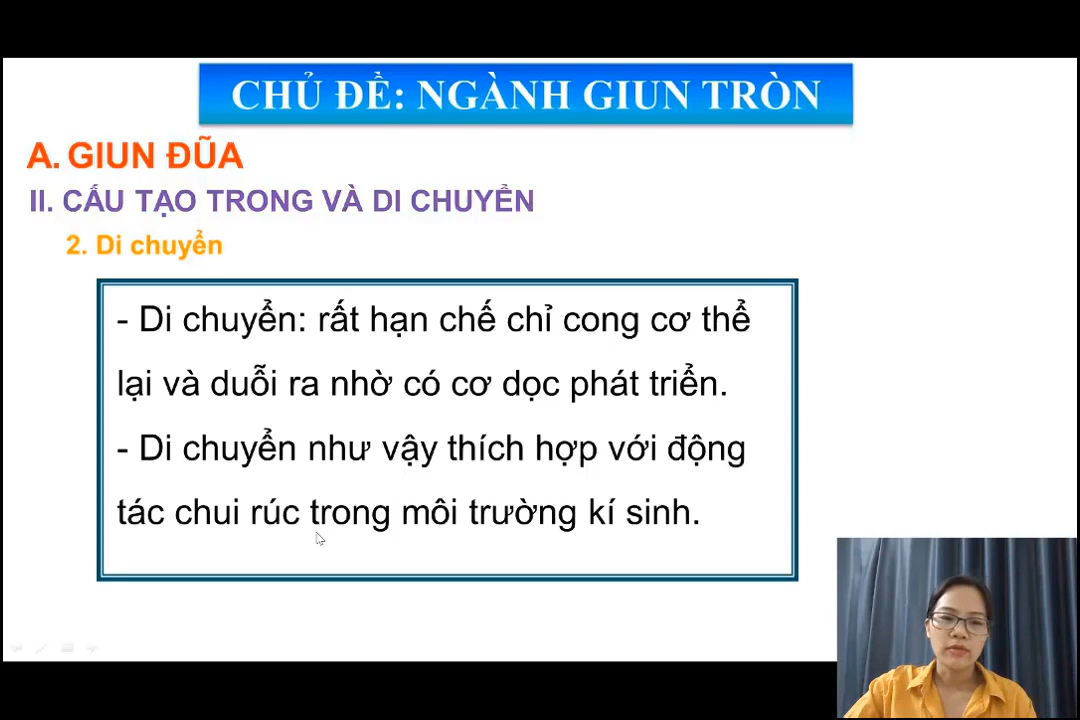 CHỦ ĐỀ: NGÀNH GIUN TRÒN
A. GIUN ĐŨA
II. CẤU TẠO TRONG VÀ DI CHUYỂN
2. Di chuyển
- Di chuyển: rất hạn chế chỉ cong cơ thể
lại và duỗi ra nhờ có cơ dọc phát triển.
- Di chuyển như vậy thích hợp với động
tác chui rúc trong môi trường kí sinh.